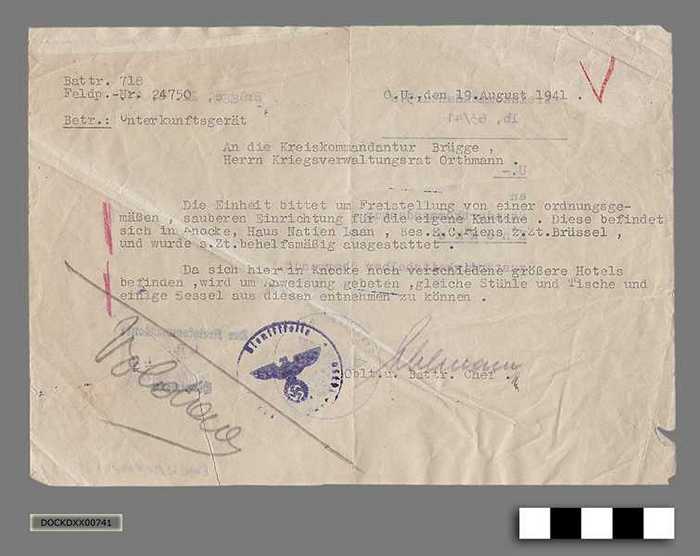 Battr. 718
Feldp.-Nr. 24750
O.U., den 19.August 1941 .
Betr.: Unterkunftsgerät
An die Kreiskommandantur Brügge ,
Herrn Kriegsverwaltungsrat Orthmann .
Die Einheit bittet um Freistellung von einer ordnungsge-
mäßen , sauberen Einrichtung für die eigene Kantine . Diese befindet
sich in Knocke, Haus Natien Laan , Bes. z.Zt.Brüssel ,
und wurde s.Zt.behelfsmäßig ausgestattet .
Da sich hier in Knocke noch verschiedene größere Hotels
befinden ,wird um Anweisung gebeten ,gleiche Stühle und Tische und
einige Sessel aus diesen entnehmen zu können .
Dienststelle
Oblt.u. Battr. Chef
DOCKDXX00741